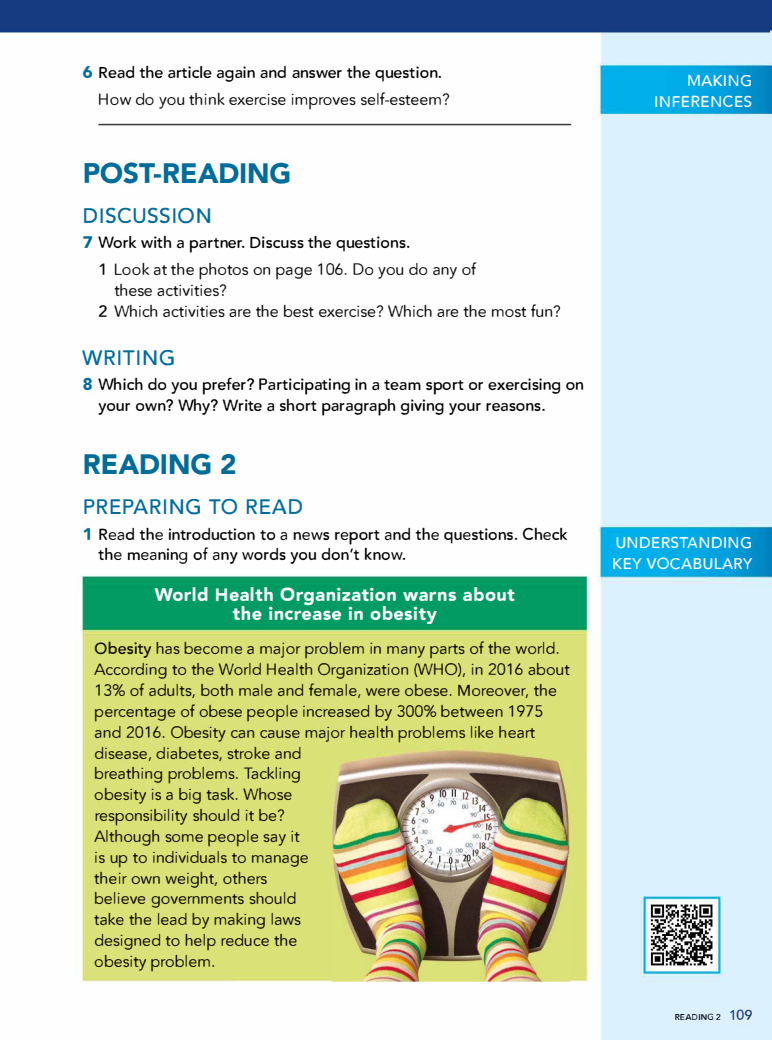 6 Read the article again and answer the question.
How do you think exercise improves self-esteem?
MAKING
INFERENCES
POST-READING
DISCUSSION
7 Work with a partner. Discuss the questions.
1 Look at the photos on page 106. Do you do any of
these activities?
2 Which activities are the best exercise? Which are the most fun?
WRITING
8 Which do you prefer? Participating in a team sport or exercising on
your own? Why? Write a short paragraph giving your reasons.
READING 2
PREPARING TO READ
1 Read the introduction to a news report and the questions. Check
the meaning of any words you don't know.
UNDERSTANDING
KEY VOCABULARY
World Health Organization warns about
the increase in obesity
Obesity has become a major problem in many parts of the world.
According to the World Health Organization (WHO), in 2016 about
13% of adults, both male and female, were obese. Moreover, the
percentage of obese people increased by 300% between 1975
and 2016. Obesity can cause major health problems like heart
disease, diabetes, stroke and
breathing problems. Tackling
obesity is a big task. Whose
responsibility should it be?
Although some people say it
is up to individuals to manage
their own weight, others
believe governments should
take the lead by making laws
designed to help reduce the
obesity problem.
READING 2 109